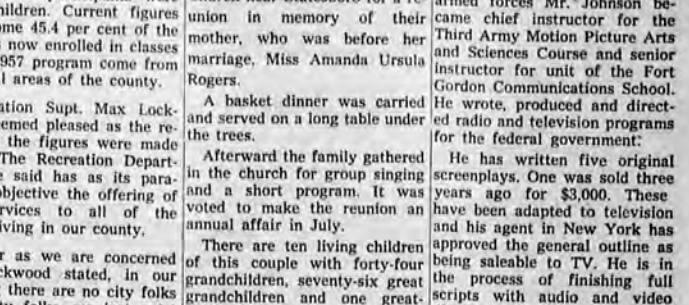 hildren. Current figures
ome 45.4 per cent of the
now enrolled in classes
957 program come from
l areas of the county.
ation Supt. Max Lock-
emed pleased as the re-
the figures were made
The Recreation Depart-
said has as its para-
bjective the offering of
rvices to all of the
iving in our county.
r as we are concerned
ckwood stated, in our
there are no city folks
union in memory of their
mother, who was before her
marriage, Miss Amanda Ursula
Rogers.
A basket dinner was carried
and served on a long table under
the trees.
Afterward the family gathered
in the church for group singing
and a short program. It was
voted to make the reunion an
annual affair in July.
There are ten living children
of this couple with forty-four
grandchildren, seventy-six great
grandchildren and one great-
armed forces Mr. Johnson be-
came chief instructor for the
Third Army Motion Picture Arts
and Sciences Course and senior
instructor for unit of the Fort
Gordon Communications School.
He wrote, produced and direct-
ed radio and television programs
for the federal government:
He has written five original
screenplays. One was sold three
years ago for $3,000. These
have been adapted to television
and his agent in New York has
approved the general outline as
being saleable to TV. He is in
the process of finishing full
scripts with audio and video